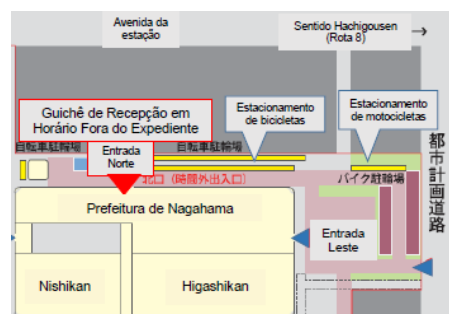 Avenida da
estação
Sentido Hachigousen
(Rota 8)
Guichê de Recepção em
Horário Fora do Expediente
Estacionamento
de bicicletas
Estacionamento
de motocicletas
自転車駐輪場
Entrada
Norte
自転車駐輪場
北口（時間外出入口）
バイク駐輪場
都市計画道路
Prefeitura de Nagahama
Entrada
Leste
Nishikan
Higashikan